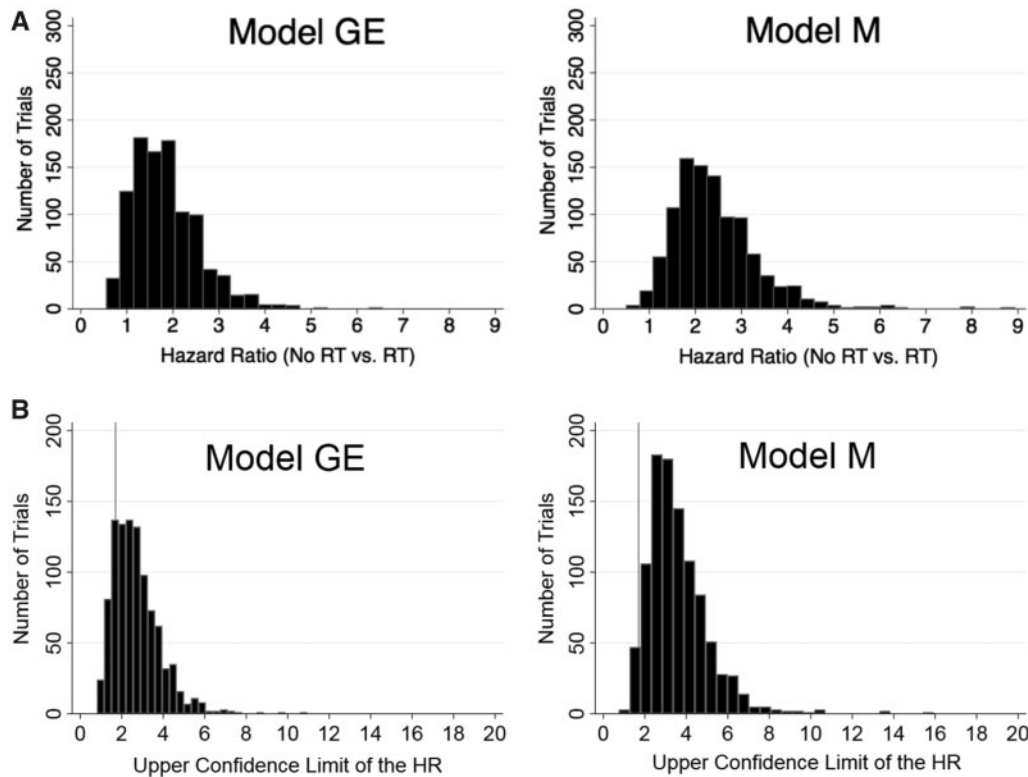 A
Model GE
Number of Trials
300
250
200
150
100
50
0
0 1 2 3 4 5 6 7 8 9
Hazard Ratio (No RT vs. RT)
Model M
Number of Trials
300
250
200
150
100
50
0
0 1 2 3 4 5 6 7 8 9
Hazard Ratio (No RT vs. RT)
B
Model GE
Number of Trials
200
150
100
50
0
0 2 4 6 8 10 12 14 16 18 20
Upper Confidence Limit of the HR
Model M
Number of Trials
200
150
100
50
0
0 2 4 6 8 10 12 14 16 18 20
Upper Confidence Limit of the HR